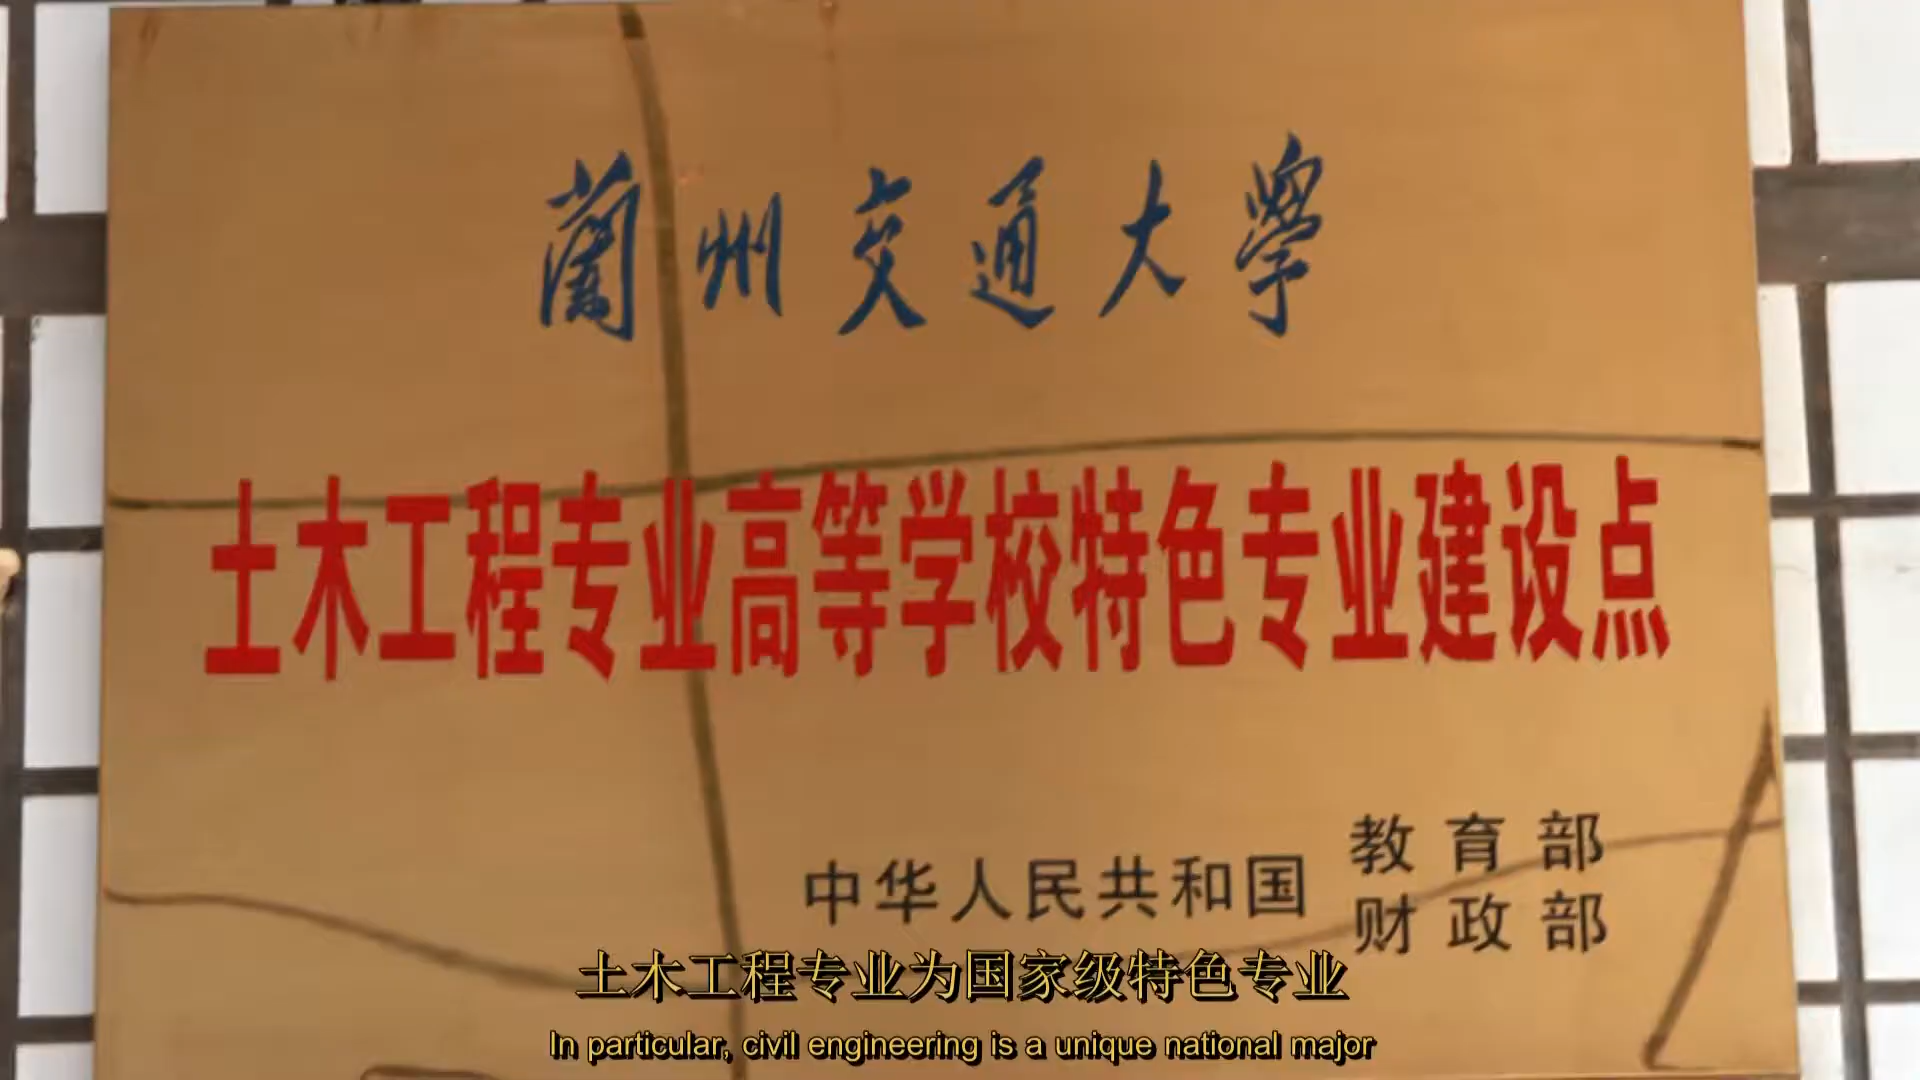 蘭州交通大學
土木工程专业高等学校特色专业建设点
中华人民共和国
教育部
财政部
土木工程专业为国家级特色专业
In particular, civil engineering is a unique national major